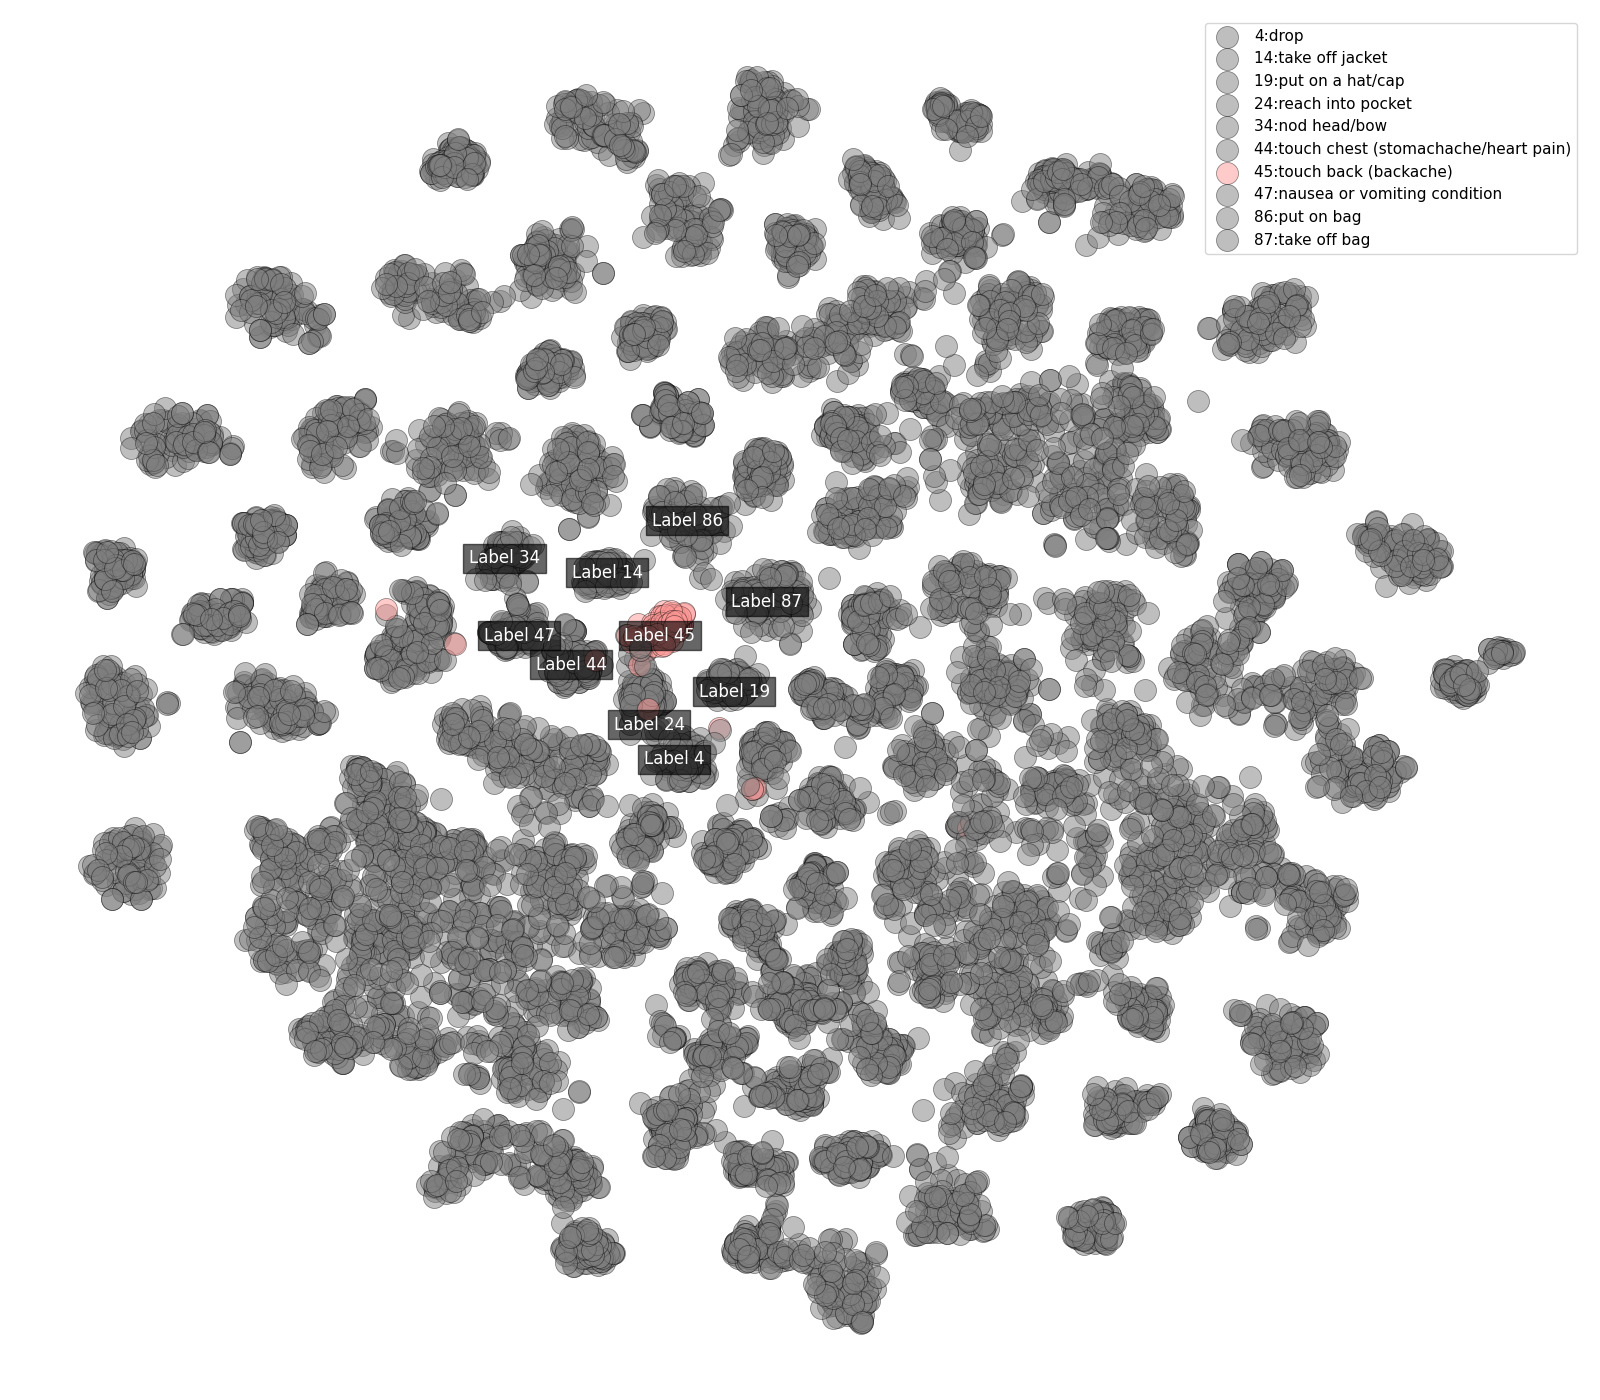 4:drop
14:take off jacket
19:put on a hat/cap
24:reach into pocket
34:nod head/bow
44:touch chest (stomachache/heart pain)
45:touch back (backache)
47:nausea or vomiting condition
86:put on bag
87:take off bag
Label 86
Label 34
Label 14
Label 87
Label 47
Label 45
Label 44
Label 19
Label 24
Label 4